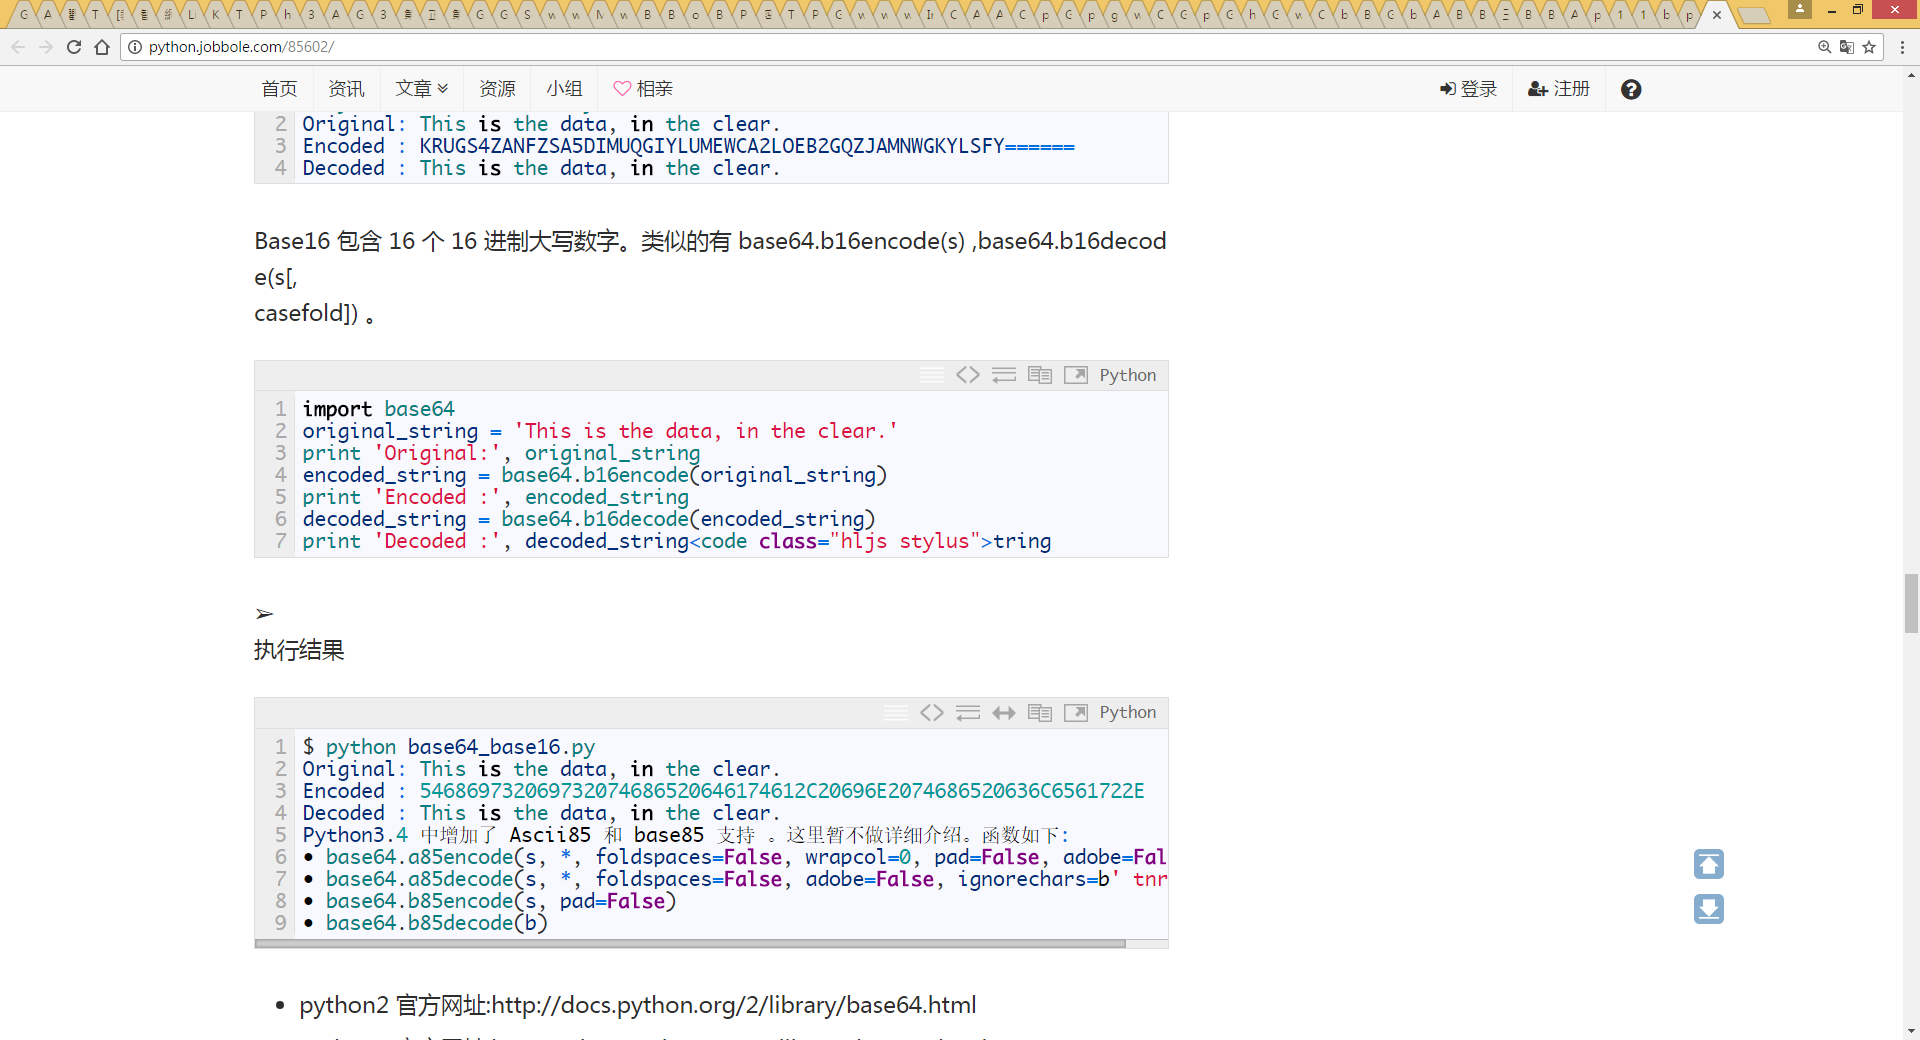 python.jobbole.com/85602/
首页 资讯 文章 资源 小组 相亲 登录 注册
2 Original: This is the data, in the clear.
3 Encoded : KRUGS4ZANFZSA5DIMUQGIYLUMEWCA2LOEB2GQZJAMNWGKYLSFY======
4 Decoded : This is the data, in the clear.
Base16 包含 16 个 16 进制大写数字。类似的有 base64.b16encode(s) ,base64.b16decod
e(s[,
casefold]) 。
Python
1 import base64
2 original_string = 'This is the data, in the clear.'
3 print 'Original:', original_string
4 encoded_string = base64.b16encode(original_string)
5 print 'Encoded :', encoded_string
6 decoded_string = base64.b16decode(encoded_string)
7 print 'Decoded :', decoded_string<code class="hljs stylus">tring
➢
执行结果
Python
1 $ python base64_base16.py
2 Original: This is the data, in the clear.
3 Encoded : 546869732069732074686520646174612C20696E2074686520636C6561722E
4 Decoded : This is the data, in the clear.
5 Python3.4 中增加了 Ascii85 和 base85 支持 。这里暂不做详细介绍。函数如下:
6 • base64.a85encode(s, *, foldspaces=False, wrapcol=0, pad=False, adobe=Fal
7 • base64.a85decode(s, *, foldspaces=False, adobe=False, ignorechars=b' tnr
8 • base64.b85encode(s, pad=False)
9 • base64.b85decode(b)
• python2 官方网址:http://docs.python.org/2/library/base64.html